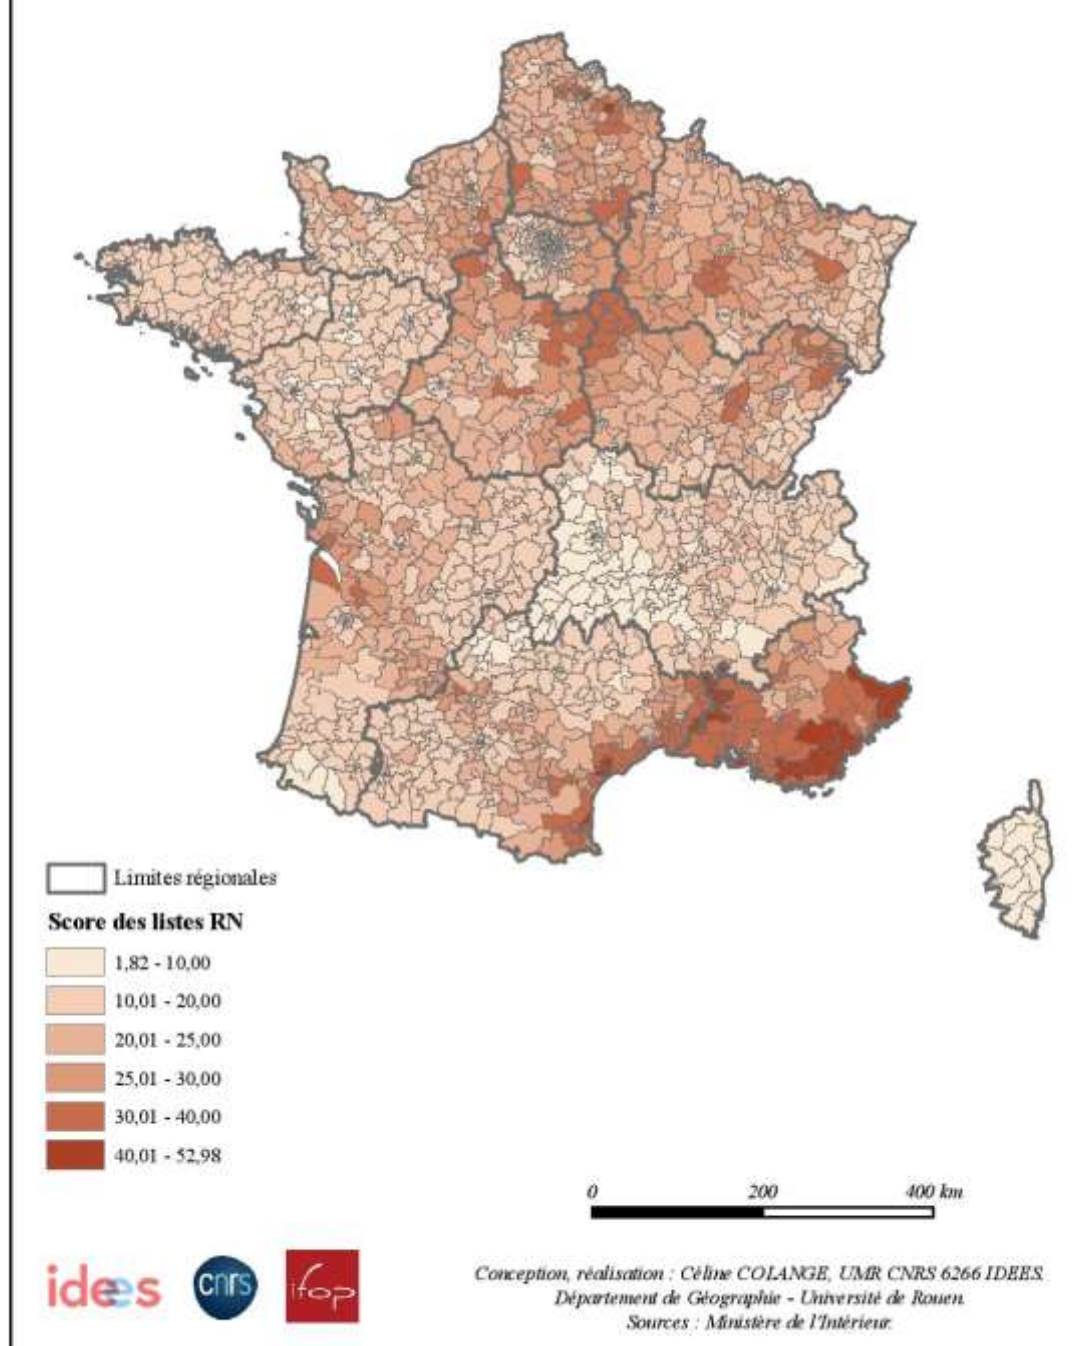 Limites régionales
Score des listes RN
1,82 - 10,00
10,01 - 20,00
20,01 - 25,00
25,01 - 30,00
30,01 - 40,00
40,01 - 52,98
0 200 400 km
idees
cnrs
ifop
Conception, réalisation : Céline COLANGE, UMR CNRS 6266 IDEES.
Département de Géographie - Université de Rouen.
Sources : Ministère de l'Intérieur.